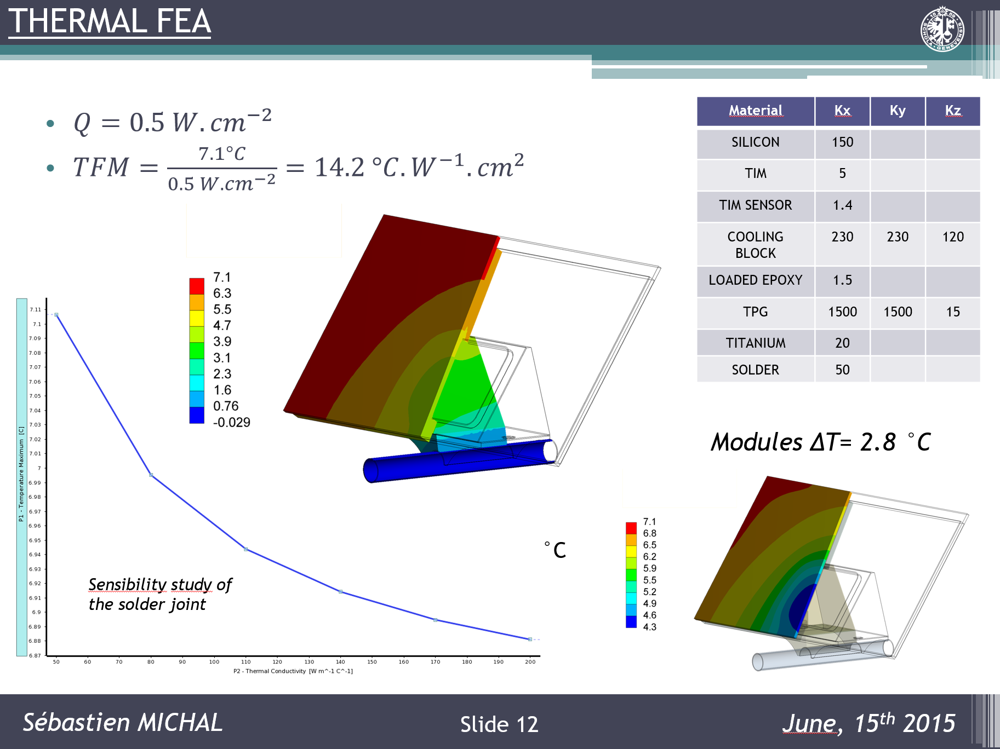 THERMAL FEA
SCHOLA GENEVENSIS 1559
• Q = 0.5 W.cm⁻²
• TFM = 7.1°C / 0.5 W.cm⁻² = 14.2 °C.W⁻¹.cm²
Material Kx Ky Kz
SILICON 150
TIM 5
TIM SENSOR 1.4
COOLING BLOCK 230 230 120
LOADED EPOXY 1.5
TPG 1500 1500 15
TITANIUM 20
SOLDER 50
7.1
6.3
5.5
4.7
3.9
3.1
2.3
1.6
0.76
-0.029
P1 - Temperature Maximum [C]
7.11
7.1
7.09
7.08
7.07
7.06
7.05
7.04
7.03
7.02
7.01
7
6.99
6.98
6.97
6.96
6.95
6.94
6.93
6.92
6.91
6.9
6.89
6.88
6.87
50 60 70 80 90 100 110 120 130 140 150 160 170 180 190 200
P2 - Thermal Conductivity [W m^-1 C^-1]
Sensibility study of
the solder joint
°C
Modules ΔT= 2.8 °C
7.1
6.8
6.5
6.2
5.9
5.5
5.2
4.9
4.6
4.3
Sébastien MICHAL
Slide 12
June, 15th 2015